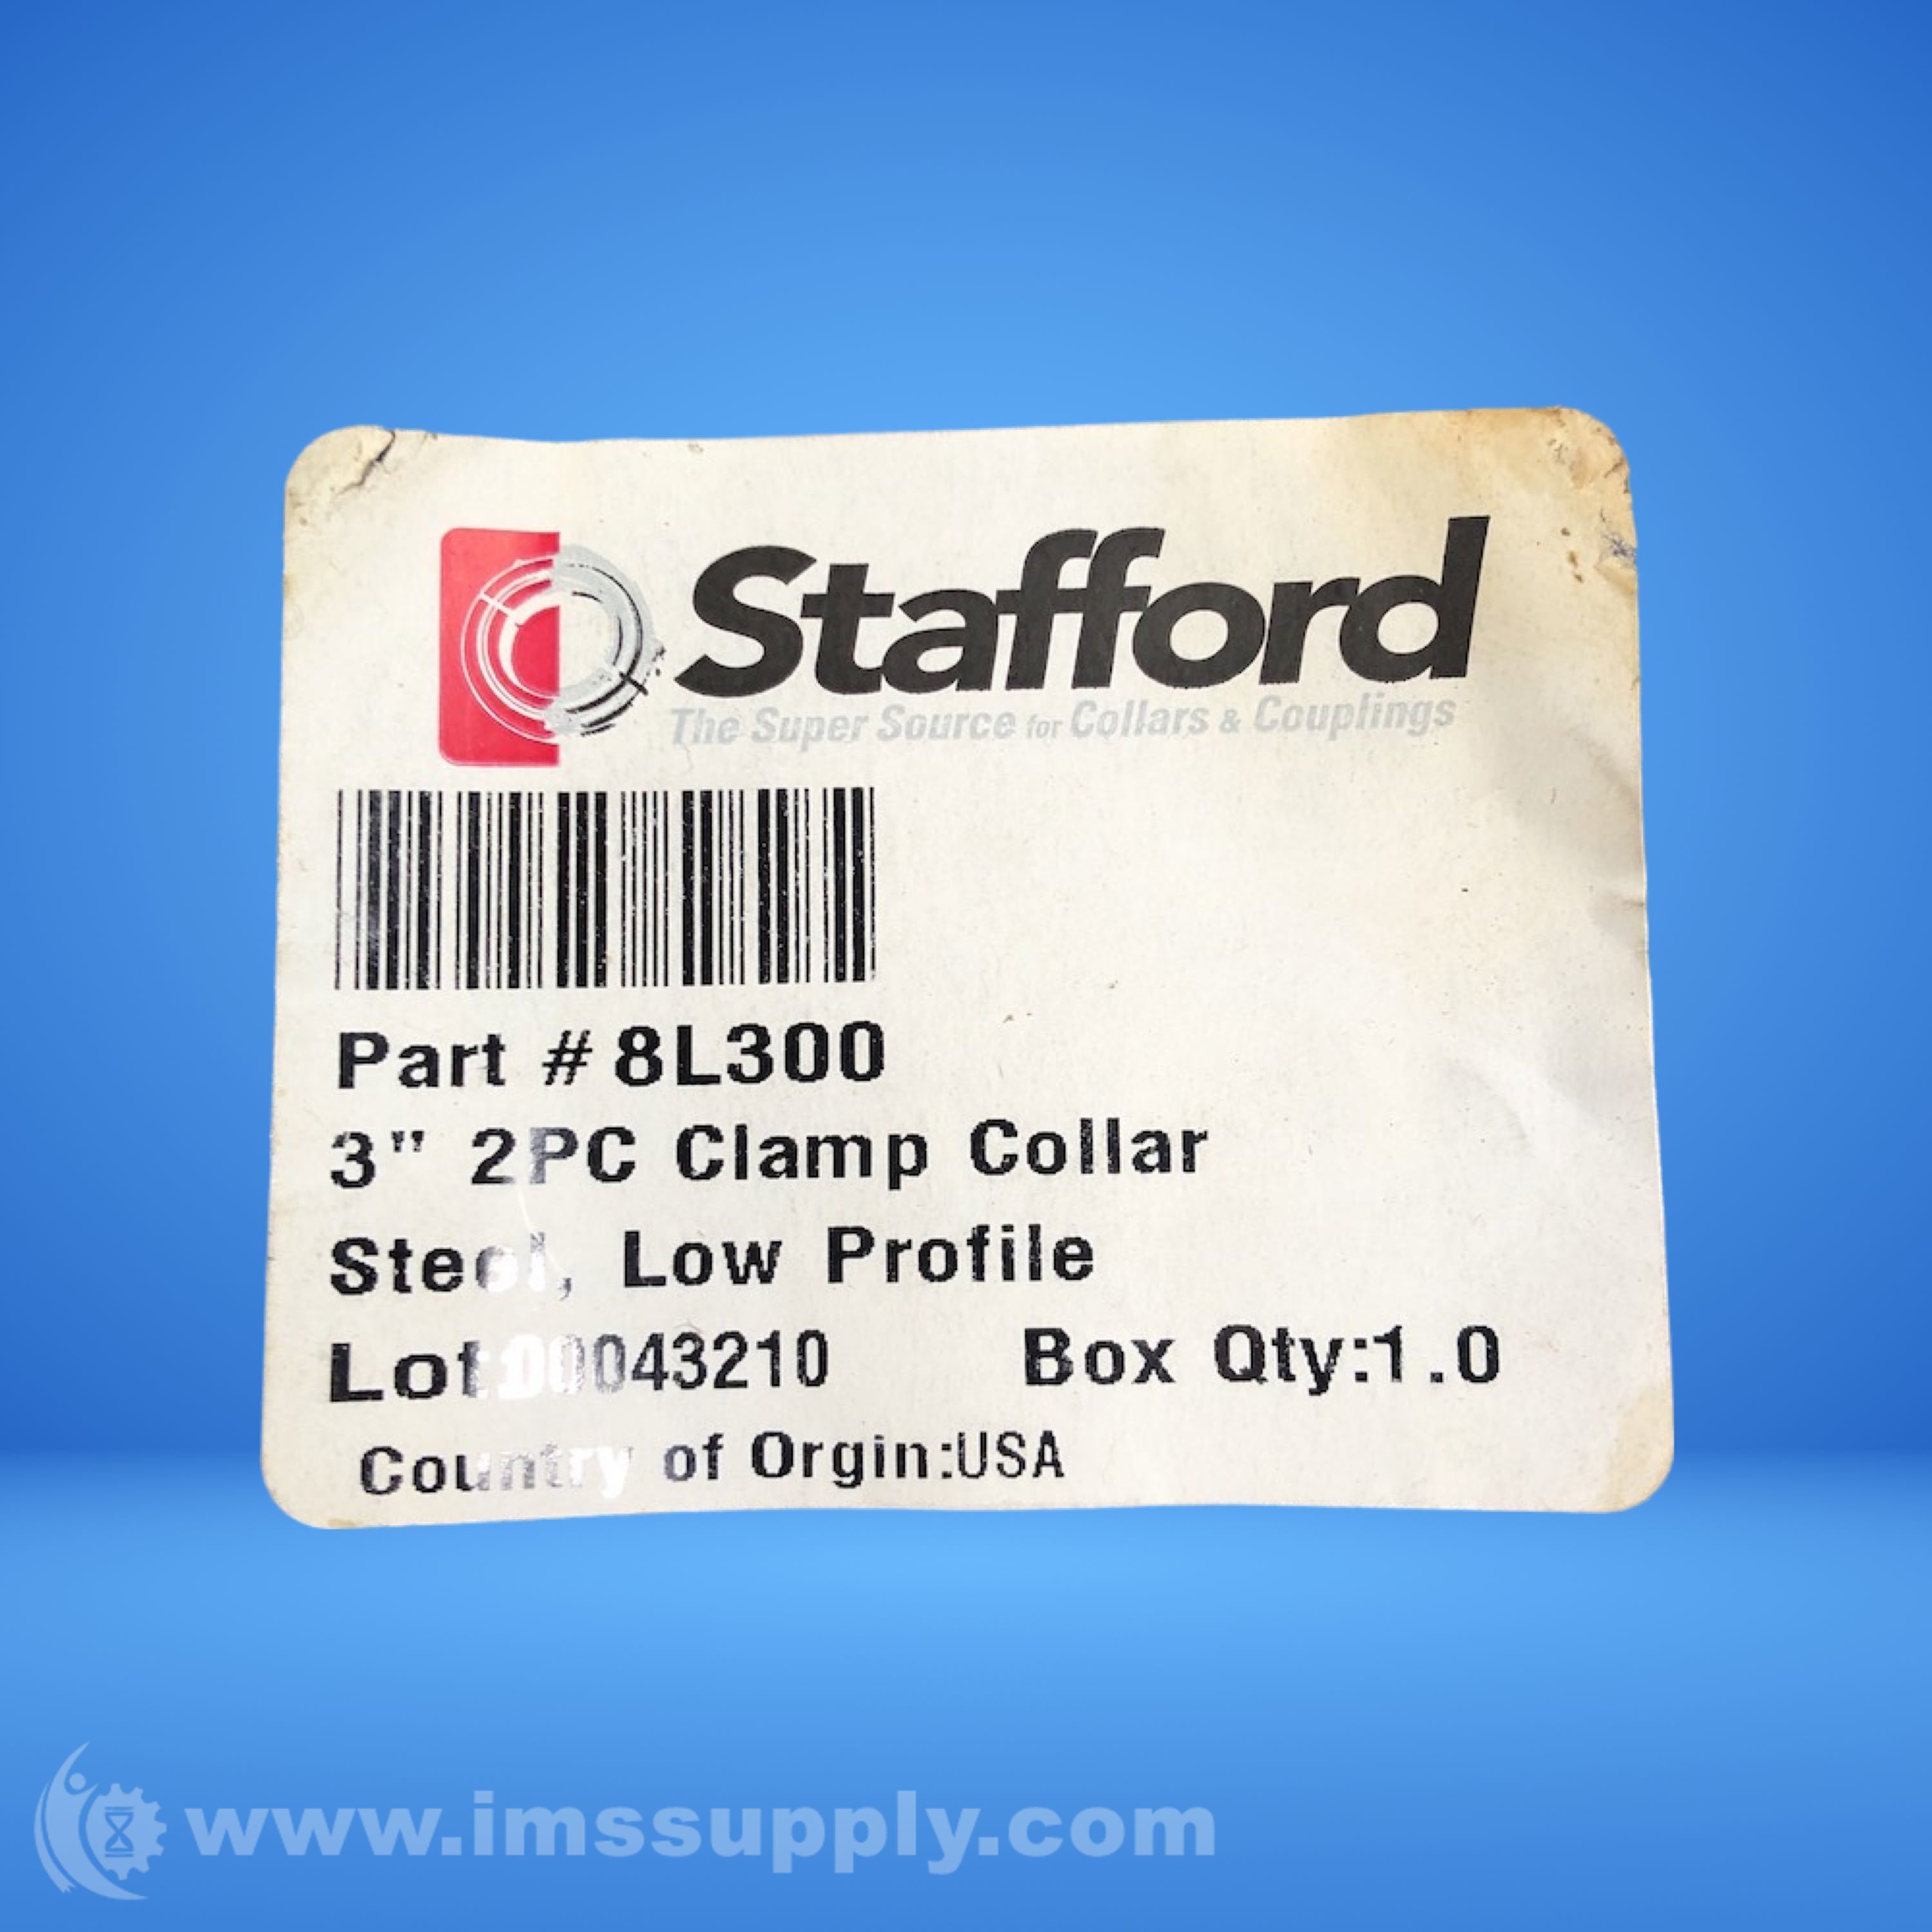 Stafford
The Super Source for Collars & Couplings
Part # 8L300
3" 2PC Clamp Collar
Steel, Low Profile
Lot:00043210 Box Qty:1.0
Country of Orgin:USA
www.imssupply.com